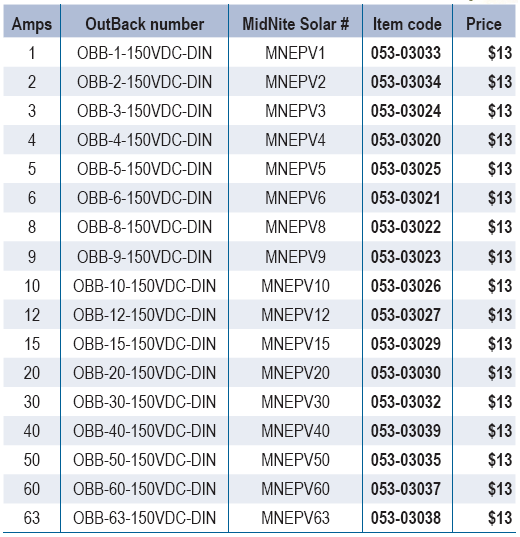 Amps OutBack number MidNite Solar # Item code Price
1 OBB-1-150VDC-DIN MNEPV1 053-03033 $13
2 OBB-2-150VDC-DIN MNEPV2 053-03034 $13
3 OBB-3-150VDC-DIN MNEPV3 053-03024 $13
4 OBB-4-150VDC-DIN MNEPV4 053-03020 $13
5 OBB-5-150VDC-DIN MNEPV5 053-03025 $13
6 OBB-6-150VDC-DIN MNEPV6 053-03021 $13
8 OBB-8-150VDC-DIN MNEPV8 053-03022 $13
9 OBB-9-150VDC-DIN MNEPV9 053-03023 $13
10 OBB-10-150VDC-DIN MNEPV10 053-03026 $13
12 OBB-12-150VDC-DIN MNEPV12 053-03027 $13
15 OBB-15-150VDC-DIN MNEPV15 053-03029 $13
20 OBB-20-150VDC-DIN MNEPV20 053-03030 $13
30 OBB-30-150VDC-DIN MNEPV30 053-03032 $13
40 OBB-40-150VDC-DIN MNEPV40 053-03039 $13
50 OBB-50-150VDC-DIN MNEPV50 053-03035 $13
60 OBB-60-150VDC-DIN MNEPV60 053-03037 $13
63 OBB-63-150VDC-DIN MNEPV63 053-03038 $13